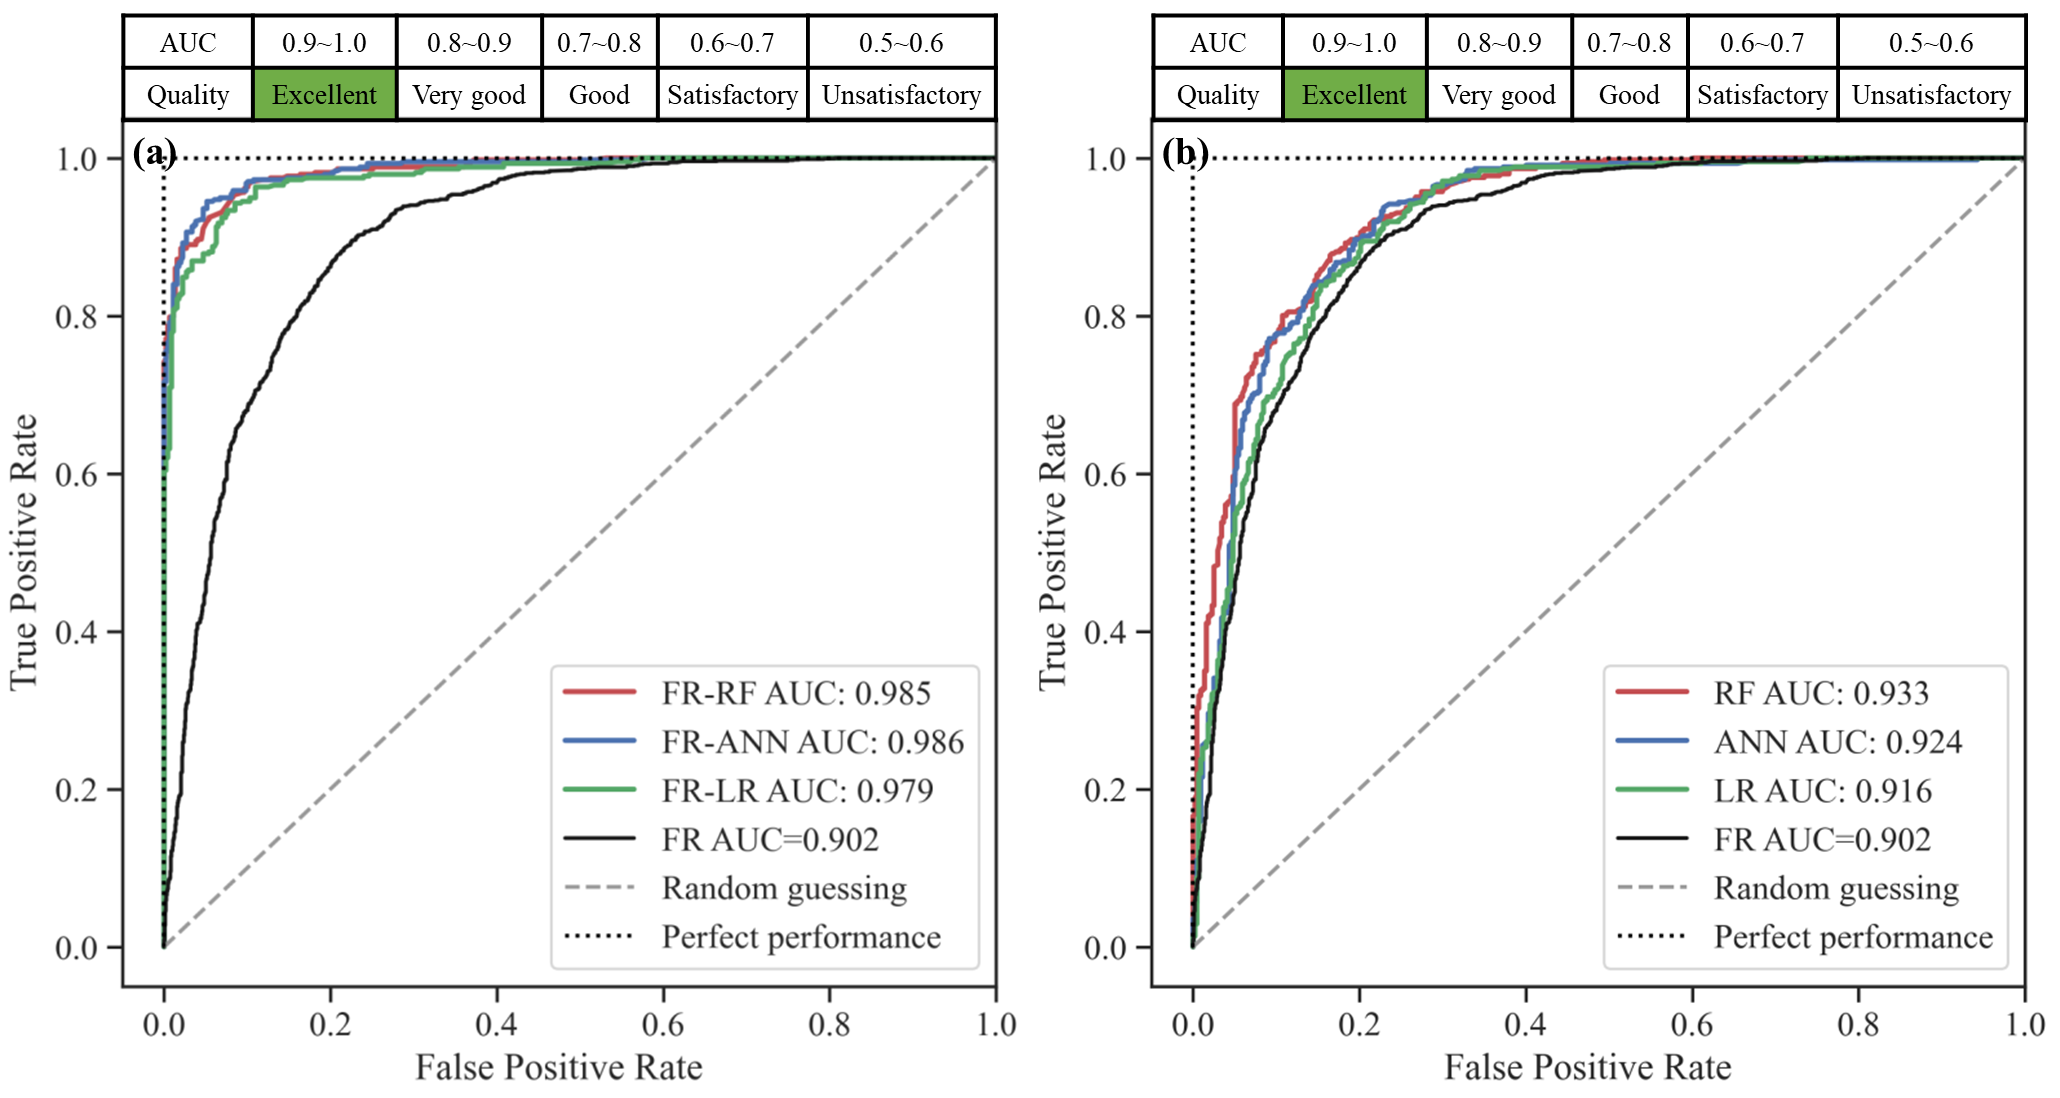 AUC 0.9~1.0 0.8~0.9 0.7~0.8 0.6~0.7 0.5~0.6
Quality Excellent Very good Good Satisfactory Unsatisfactory
(a)
True Positive Rate
1.0
0.8
0.6
0.4
0.2
0.0
FR-RF AUC: 0.985
FR-ANN AUC: 0.986
FR-LR AUC: 0.979
FR AUC=0.902
Random guessing
Perfect performance
0.0 0.2 0.4 0.6 0.8 1.0
False Positive Rate
AUC 0.9~1.0 0.8~0.9 0.7~0.8 0.6~0.7 0.5~0.6
Quality Excellent Very good Good Satisfactory Unsatisfactory
(b)
True Positive Rate
1.0
0.8
0.6
0.4
0.2
0.0
RF AUC: 0.933
ANN AUC: 0.924
LR AUC: 0.916
FR AUC=0.902
Random guessing
Perfect performance
0.0 0.2 0.4 0.6 0.8 1.0
False Positive Rate